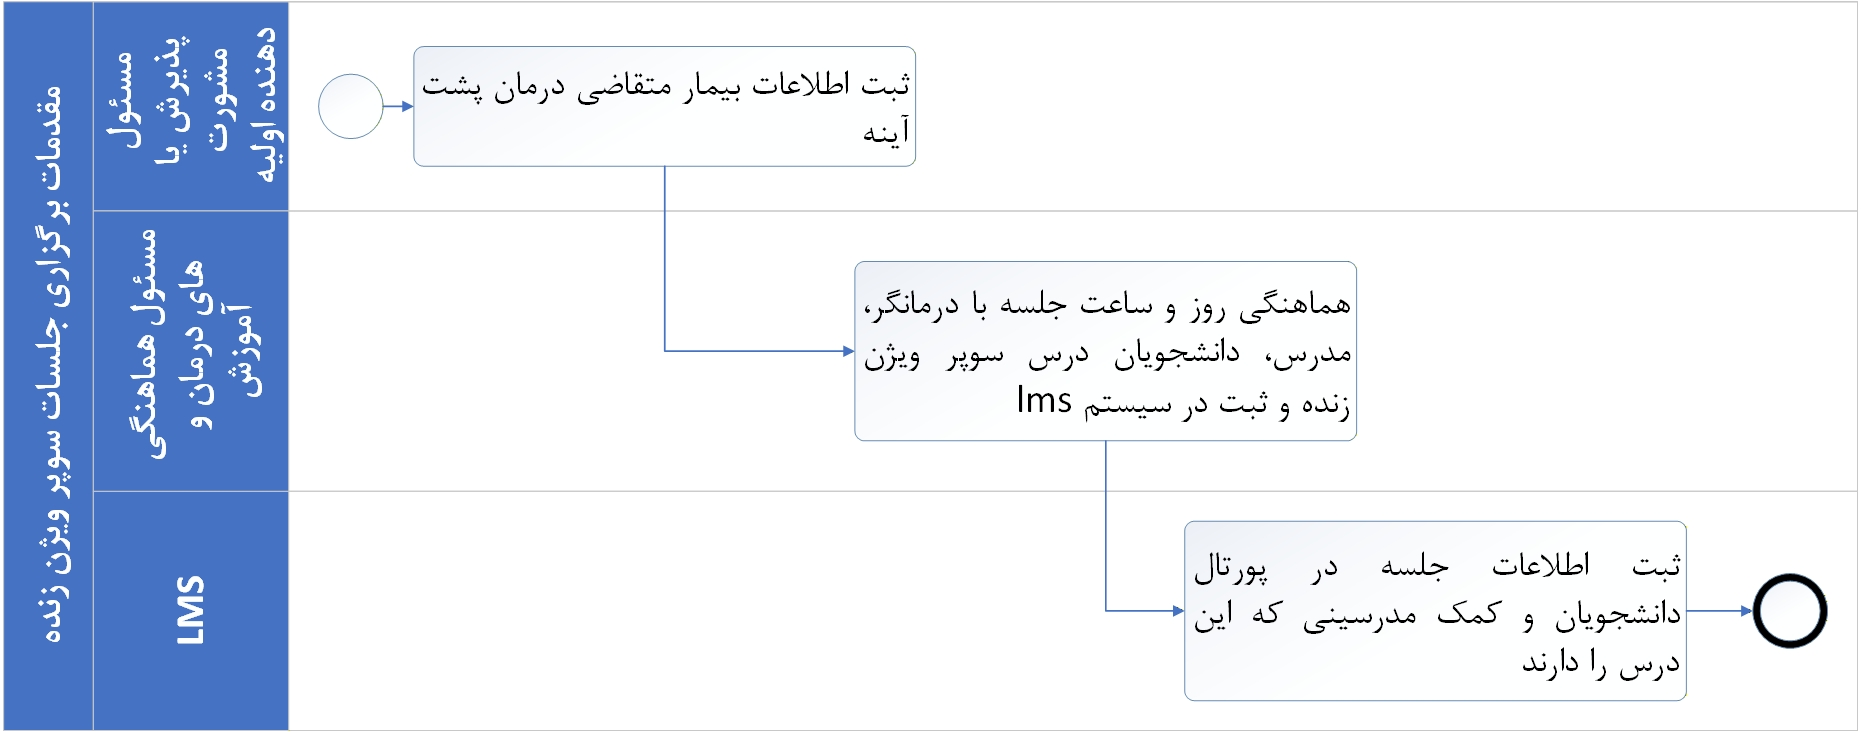 مقدمات برگزاری جلسات سوپر ویژن زنده
مسئول
پذیرش یا
مشورت
دهنده اولیه
ثبت اطلاعات بیمار متقاضی درمان پشت
آینه
مسئول هماهنگی
های درمان و
آموزش
هماهنگی روز و ساعت جلسه با درمانگر،
مدرس، دانشجویان درس سوپر ویژن
زنده و ثبت در سیستم lms
LMS
ثبت اطلاعات جلسه در پورتال
دانشجویان و کمک مدرسینی که این
درس را دارند